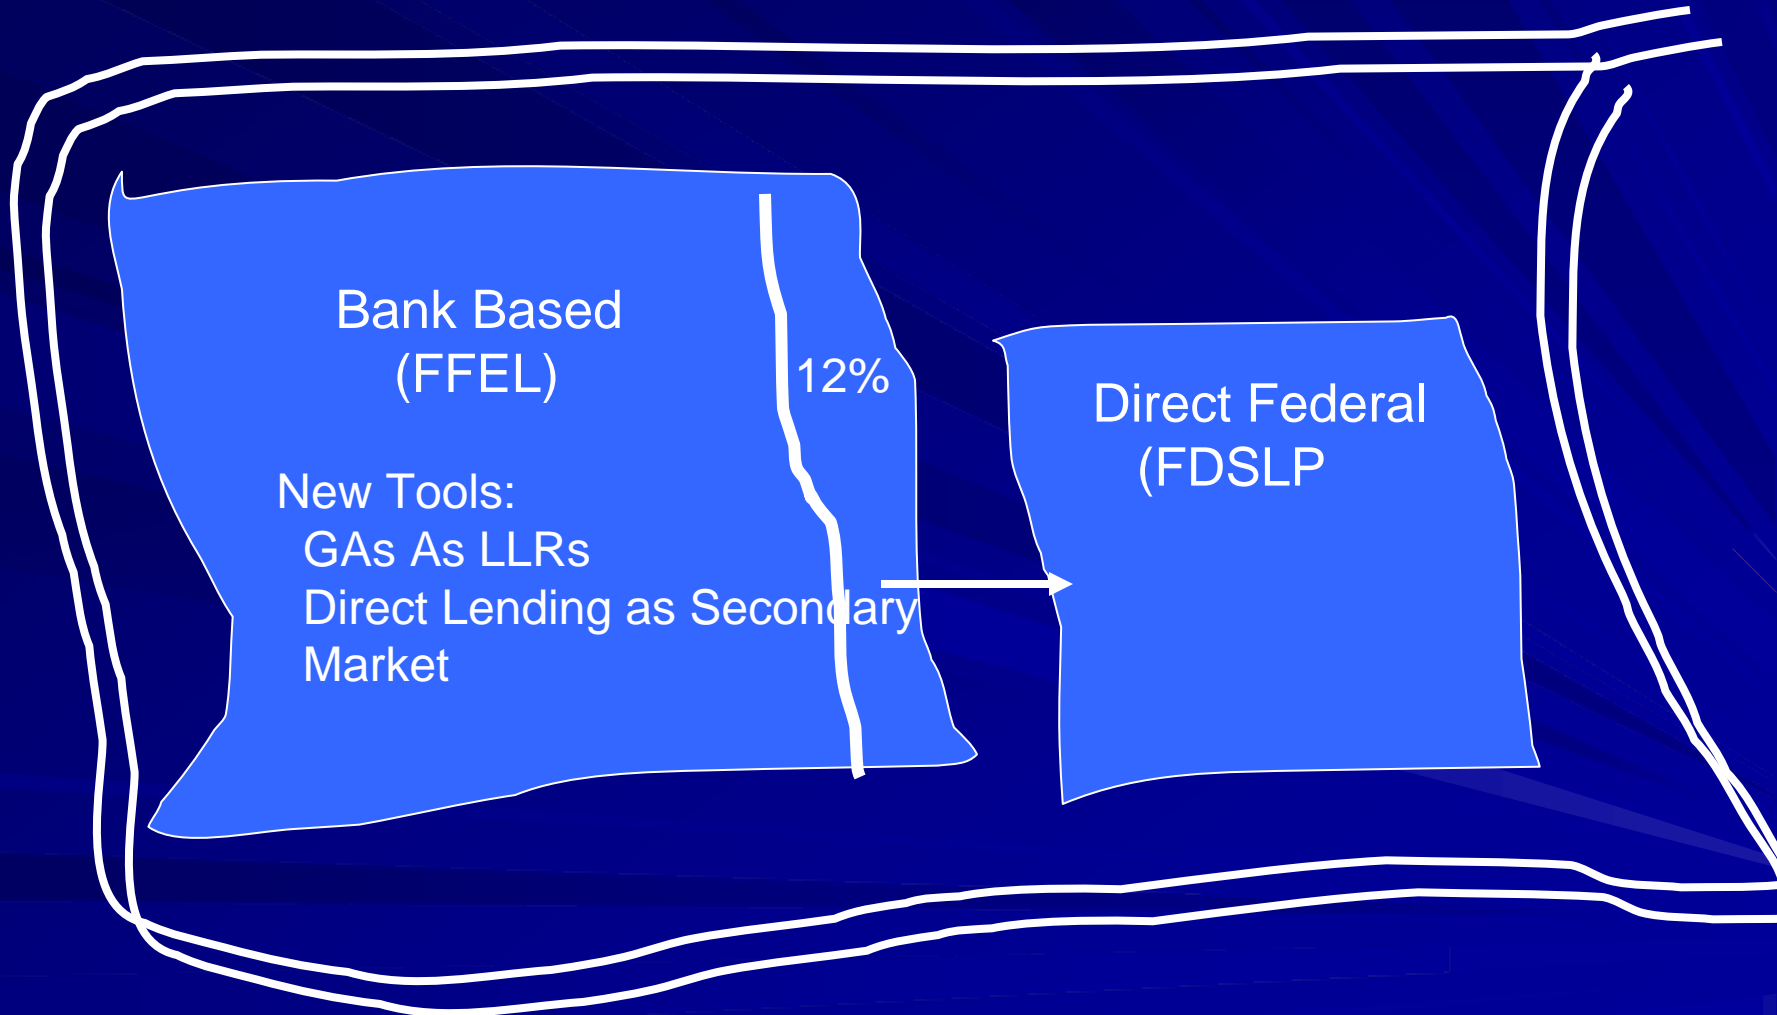 Bank Based
(FFEL)
12%
New Tools:
GAs As LLRs
Direct Lending as Secondary
Market
Direct Federal
(FDSLP